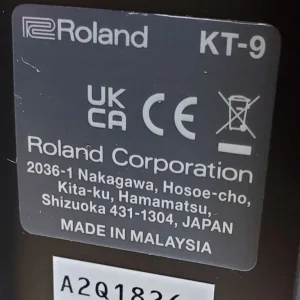 Roland KT-9
UK
CA CE
Roland Corporation
2036-1 Nakagawa, Hosoe-cho,
Kita-ku, Hamamatsu,
Shizuoka 431-1304, JAPAN
MADE IN MALAYSIA